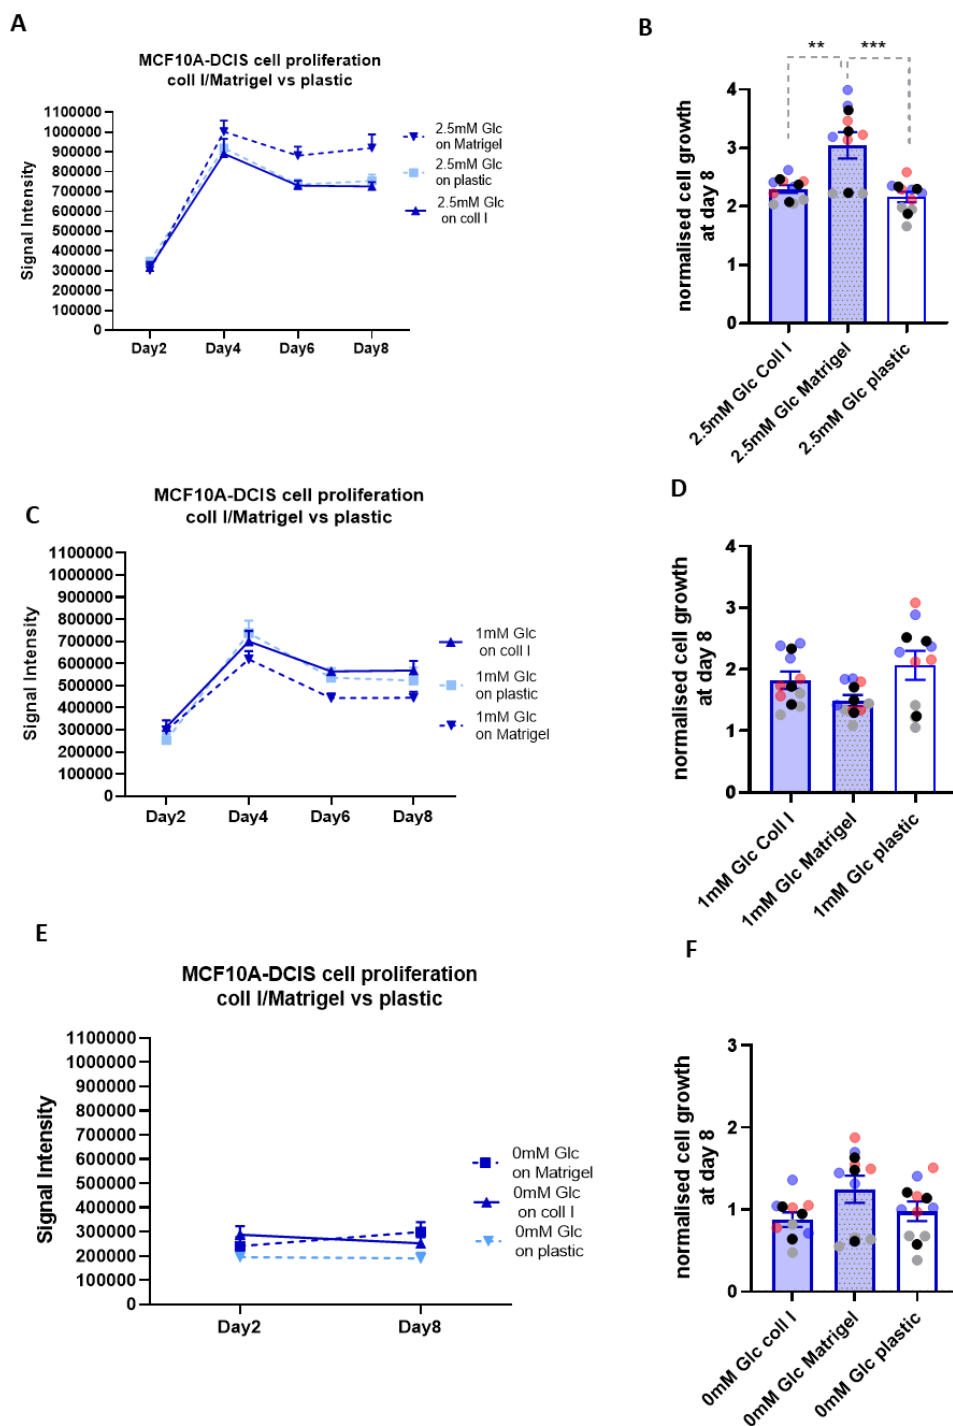 A
MCF10A-DCIS cell proliferation
coll I/Matrigel vs plastic
Signal Intensity
1100000
1000000
900000
800000
700000
600000
500000
400000
300000
200000
100000
0
Day2 Day4 Day6 Day8
2.5mM Glc
on Matrigel
2.5mM Glc
on plastic
2.5mM Glc
on coll I
B
** ***
normalised cell growth
at day 8
4
3
2
1
0
2.5mM Glc Coll I
2.5mM Glc Matrigel
2.5mM Glc plastic
C
MCF10A-DCIS cell proliferation
coll I/Matrigel vs plastic
Signal Intensity
1100000
1000000
900000
800000
700000
600000
500000
400000
300000
200000
100000
0
Day2 Day4 Day6 Day8
1mM Glc
on coll I
1mM Glc
on plastic
1mM Glc
on Matrigel
D
normalised cell growth
at day 8
4
3
2
1
0
1mM Glc Coll I
1mM Glc Matrigel
1mM Glc plastic
E
MCF10A-DCIS cell proliferation
coll I/Matrigel vs plastic
Signal Intensity
1100000
1000000
900000
800000
700000
600000
500000
400000
300000
200000
100000
0
Day2 Day8
0mM Glc
on Matrigel
0mM Glc
on coll I
0mM Glc
on plastic
F
normalised cell growth
at day 8
3
2
1
0
0mM Glc coll I
0mM Glc Matrigel
0mM Glc plastic